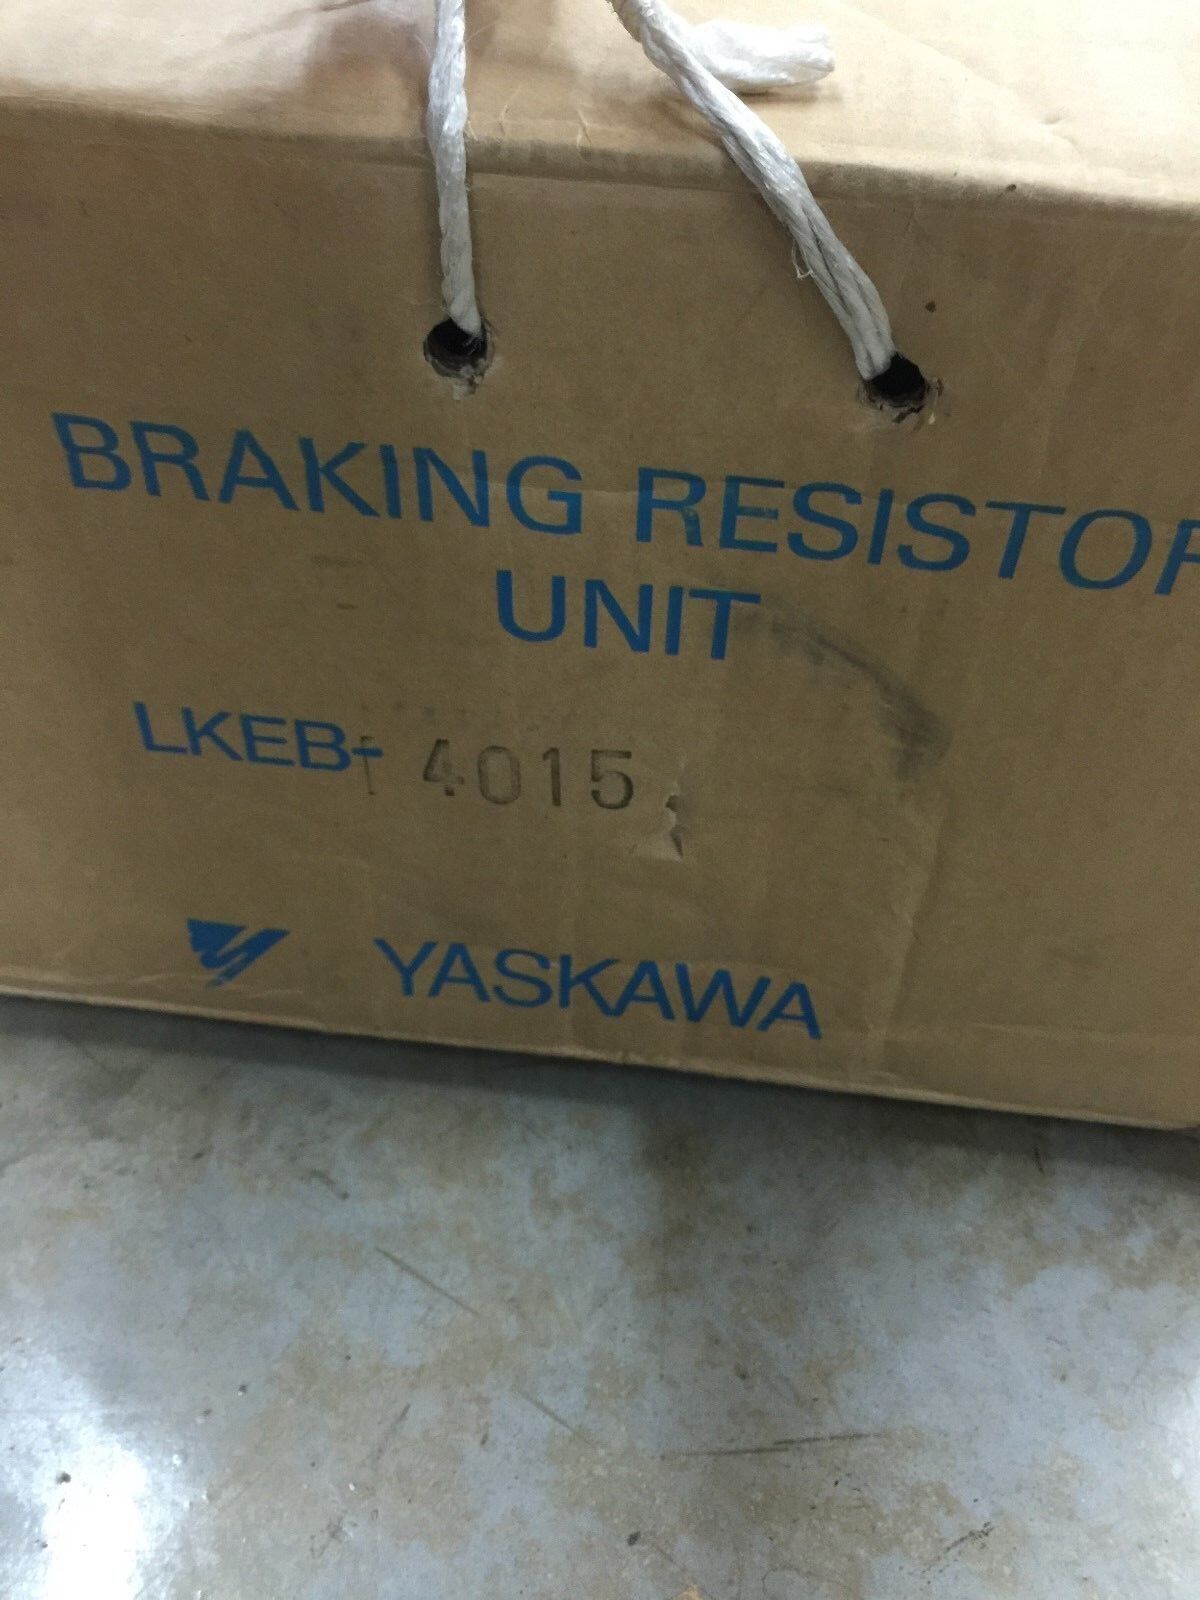 BRAKING RESISTOR
UNIT
LKEB- 4015
YASKAWA